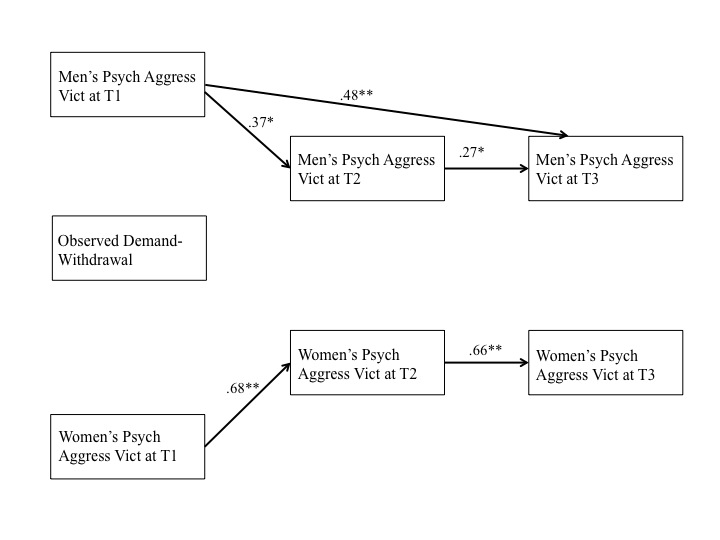 Men’s Psych Aggress
Vict at T1
.48**
.37*
Men’s Psych Aggress
Vict at T2
.27*
Men’s Psych Aggress
Vict at T3
Observed Demand-
Withdrawal
Women’s Psych
Aggress Vict at T2
.66**
Women’s Psych
Aggress Vict at T3
.68**
Women’s Psych
Aggress Vict at T1